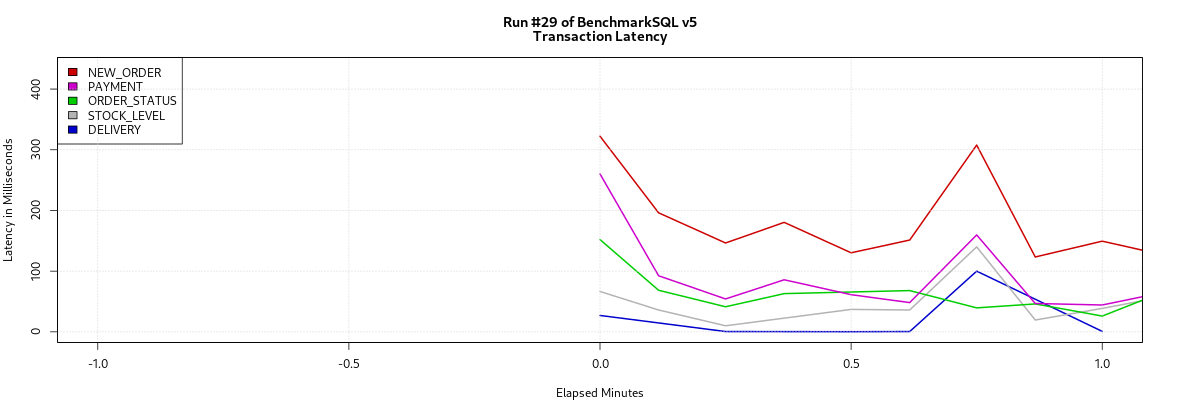 Run #29 of BenchmarkSQL v5
Transaction Latency
NEW_ORDER
PAYMENT
ORDER_STATUS
STOCK_LEVEL
DELIVERY
Latency in Milliseconds
400
300
200
100
0
-1.0 -0.5 0.0 0.5 1.0
Elapsed Minutes